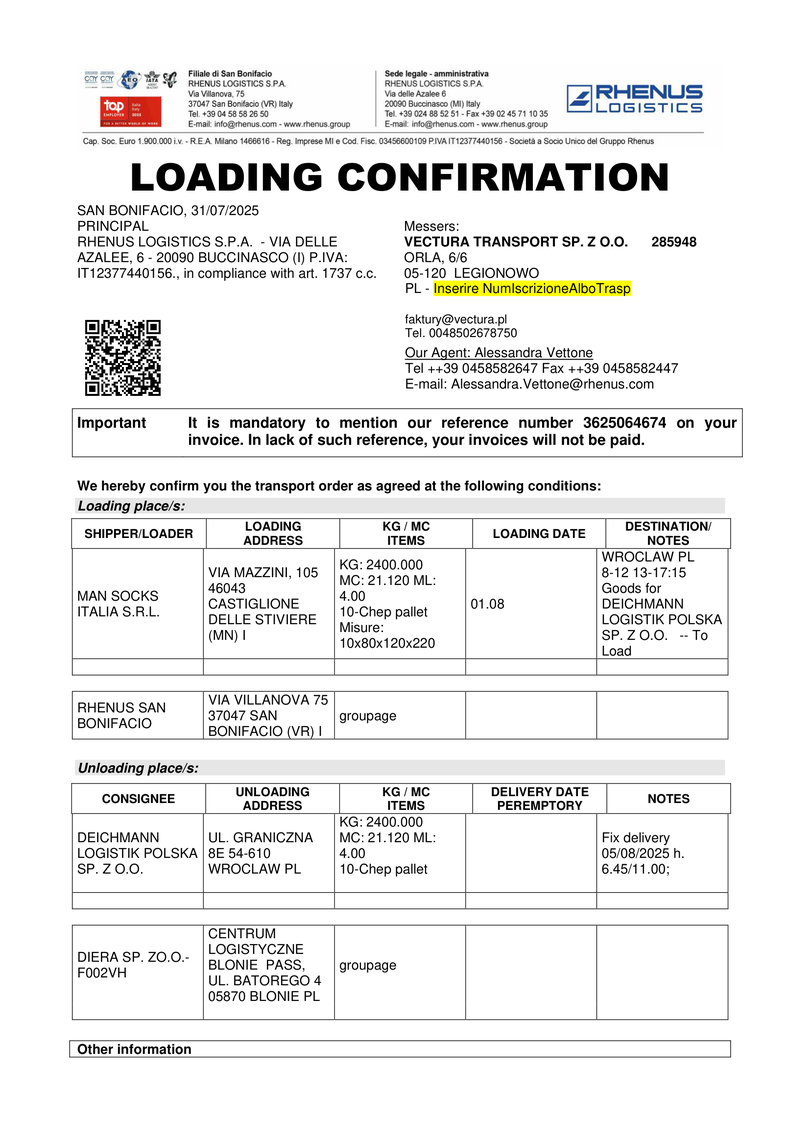 Filiale di San Bonifacio
RHENUS LOGISTICS S.P.A.
Via Villanova, 75
37047 San Bonifacio (VR) Italy
Tel. +39 04 58 58 26 50
E-mail: info@rhenus.com - www.rhenus.group
Sede legale - amministrativa
RHENUS LOGISTICS S.P.A.
Via delle Azalee 6
20090 Buccinasco (MI) Italy
Tel. +39 024 88 52 51 - Fax +39 02 45 71 10 35
E-mail: info@rhenus.com - www.rhenus.group
RHENUS
LOGISTICS
top
EMPLOYER
Cap. Soc. Euro 1.900.000 i.v. - R.E.A. Milano 1466616 - Reg. Imprese MI e Cod. Fisc. 03456600109 P.IVA IT12377440156 - Società a Socio Unico del Gruppo Rhenus
LOADING CONFIRMATION
SAN BONIFACIO, 31/07/2025
PRINCIPAL
RHENUS LOGISTICS S.P.A. - VIA DELLE
AZALEE, 6 - 20090 BUCCINASCO (I) P.IVA:
IT12377440156., in compliance with art. 1737 c.c.
Messers:
VECTURA TRANSPORT SP. Z O.O. 285948
ORLA, 6/6
05-120 LEGIONOWO
PL - Inserire NumIscrizioneAlboTrasp
faktury@vectura.pl
Tel. 0048502678750
Our Agent: Alessandra Vettone
Tel ++39 0458582647 Fax ++39 0458582447
E-mail: Alessandra.Vettone@rhenus.com
Important
It is mandatory to mention our reference number 3625064674 on your
invoice. In lack of such reference, your invoices will not be paid.
We hereby confirm you the transport order as agreed at the following conditions:
Loading place/s:
SHIPPER/LOADER
LOADING
ADDRESS
KG / MC
ITEMS
LOADING DATE
DESTINATION/
NOTES
MAN SOCKS
ITALIA S.R.L.
VIA MAZZINI, 105
46043
CASTIGLIONE
DELLE STIVIERE
(MN) I
KG: 2400.000
MC: 21.120 ML:
4.00
10-Chep pallet
Misure:
10x80x120x220
01.08
WROCLAW PL
8-12 13-17:15
Goods for
DEICHMANN
LOGISTIK POLSKA
SP. Z O.O. -- To
Load
RHENUS SAN
BONIFACIO
VIA VILLANOVA 75
37047 SAN
BONIFACIO (VR) I
groupage
Unloading place/s:
CONSIGNEE
UNLOADING
ADDRESS
KG / MC
ITEMS
DELIVERY DATE
PEREMPTORY
NOTES
DEICHMANN
LOGISTIK POLSKA
SP. Z O.O.
UL. GRANICZNA
8E 54-610
WROCLAW PL
KG: 2400.000
MC: 21.120 ML:
4.00
10-Chep pallet
Fix delivery
05/08/2025 h.
6.45/11.00;
DIERA SP. ZO.O.-
F002VH
CENTRUM
LOGISTYCZNE
BLONIE PASS,
UL. BATOREGO 4
05870 BLONIE PL
groupage
Other information